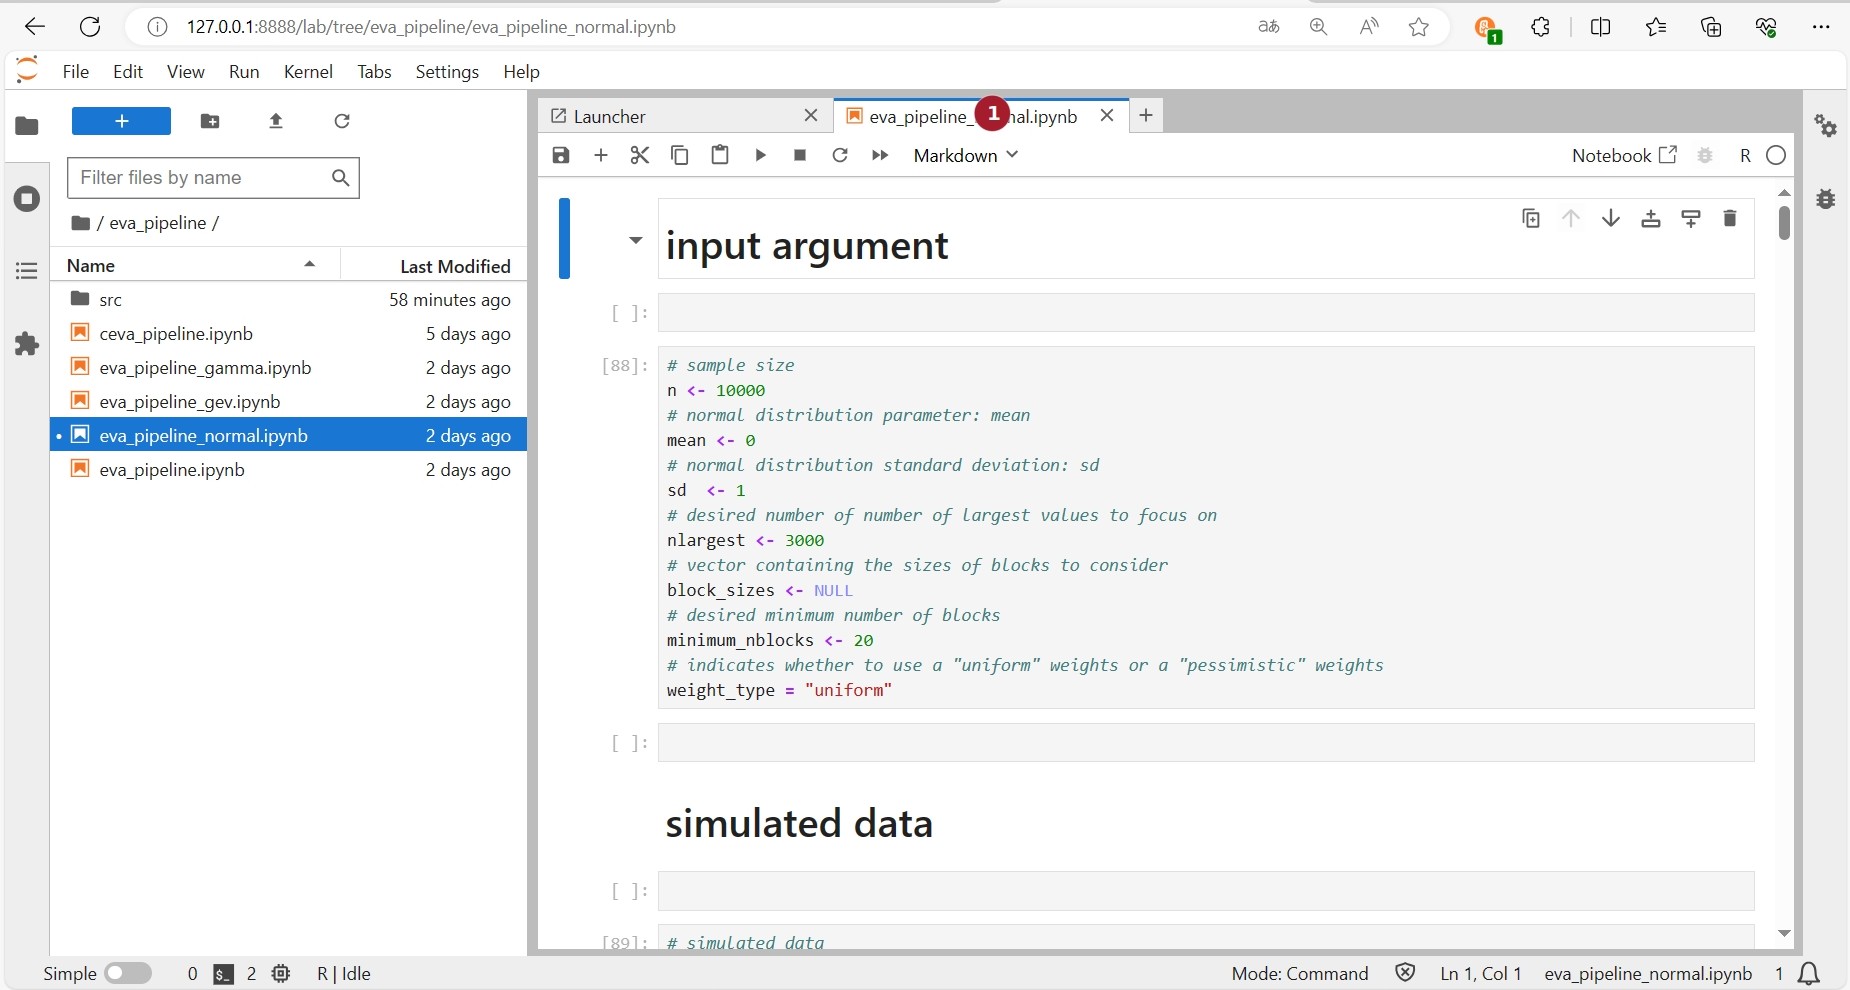 127.0.0.1:8888/lab/tree/eva_pipeline/eva_pipeline_normal.ipynb
aあ
A
1
File Edit View Run Kernel Tabs Settings Help
+
Launcher
eva_pipeline_
1
nal.ipynb
Markdown
Notebook
R
Filter files by name
/ eva_pipeline /
Name
Last Modified
src 58 minutes ago
ceva_pipeline.ipynb 5 days ago
eva_pipeline_gamma.ipynb 2 days ago
eva_pipeline_gev.ipynb 2 days ago
eva_pipeline_normal.ipynb 2 days ago
eva_pipeline.ipynb 2 days ago
input argument
[ ]:
[88]:
# sample size
n <- 10000
# normal distribution parameter: mean
mean <- 0
# normal distribution standard deviation: sd
sd  <- 1
# desired number of number of largest values to focus on
nlargest <- 3000
# vector containing the sizes of blocks to consider
block_sizes <- NULL
# desired minimum number of blocks
minimum_nblocks <- 20
# indicates whether to use a "uniform" weights or a "pessimistic" weights
weight_type = "uniform"
[ ]:
simulated data
[ ]:
[89]:
# simulated data
Simple 0 $_ 2 R | Idle
Mode: Command Ln 1, Col 1 eva_pipeline_normal.ipynb 1